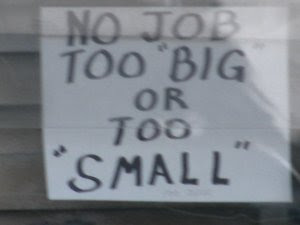 NO JOB
TOO "BIG"
OR
TOO
"SMALL"